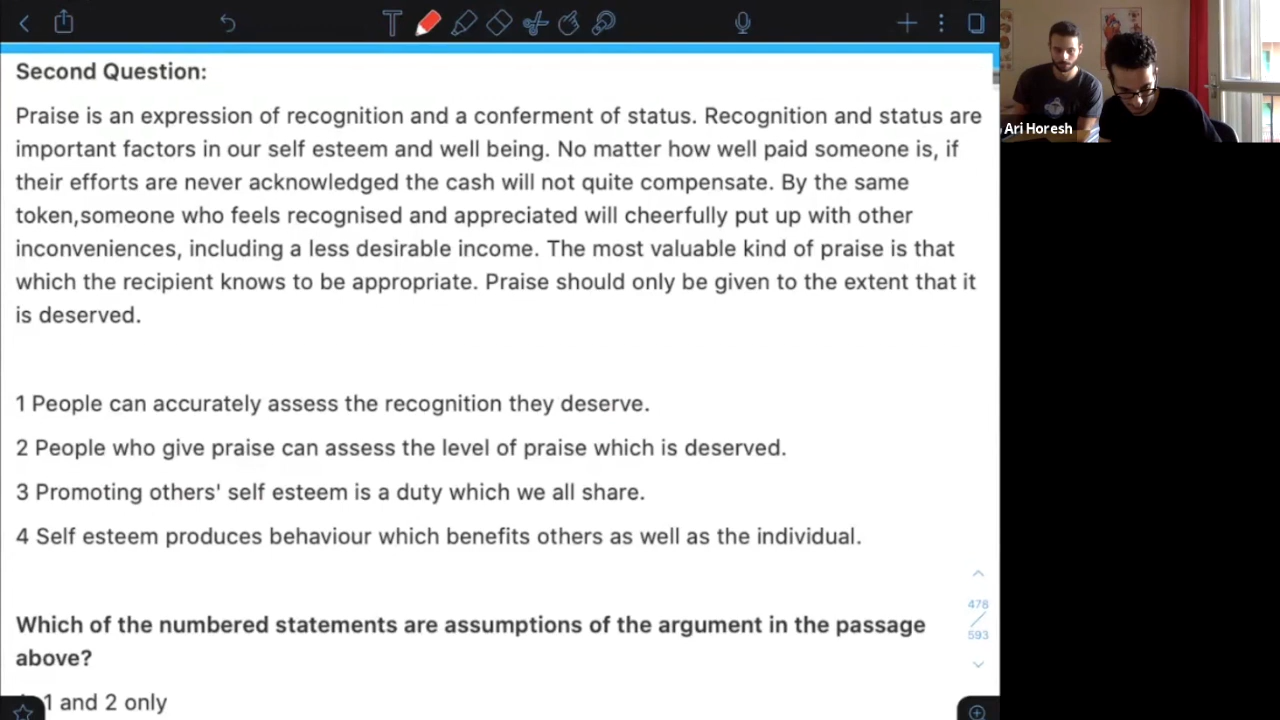 Second Question:
Praise is an expression of recognition and a conferment of status. Recognition and status are
important factors in our self esteem and well being. No matter how well paid someone is, if
their efforts are never acknowledged the cash will not quite compensate. By the same
token,someone who feels recognised and appreciated will cheerfully put up with other
inconveniences, including a less desirable income. The most valuable kind of praise is that
which the recipient knows to be appropriate. Praise should only be given to the extent that it
is deserved.
1 People can accurately assess the recognition they deserve.
2 People who give praise can assess the level of praise which is deserved.
3 Promoting others' self esteem is a duty which we all share.
4 Self esteem produces behaviour which benefits others as well as the individual.
Which of the numbered statements are assumptions of the argument in the passage
above?
1 and 2 only
478
593
Ari Horesh